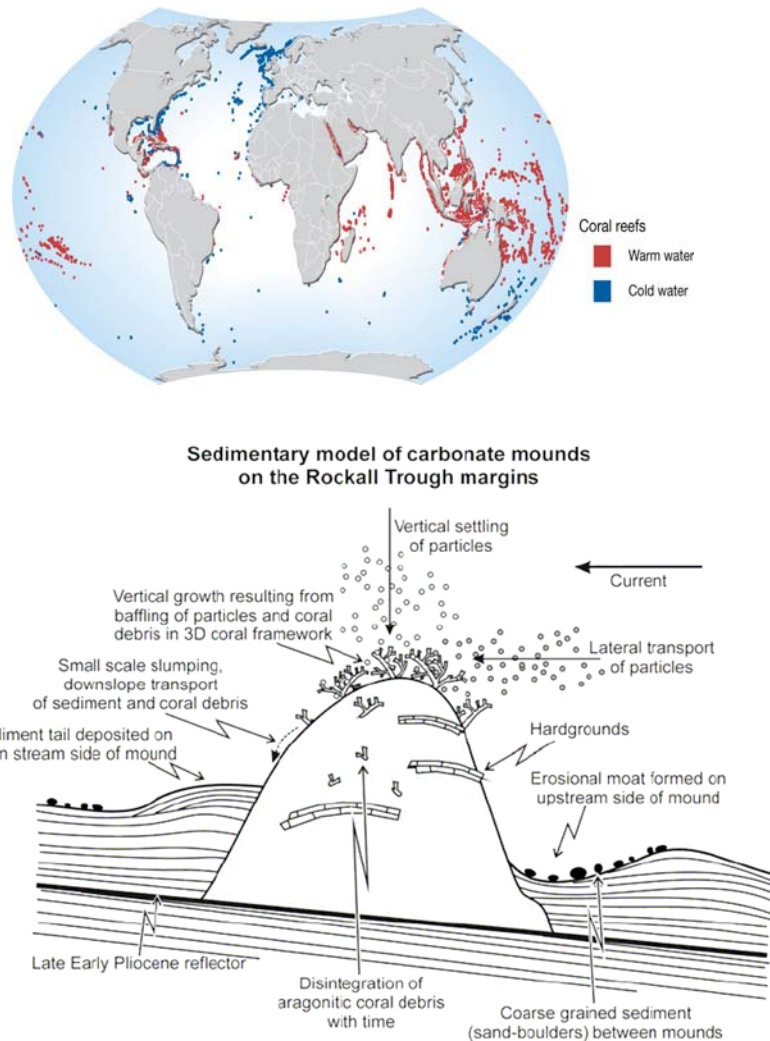 Coral reefs
Warm water
Cold water
Sedimentary model of carbonate mounds
on the Rockall Trough margins
Vertical settling
of particles
Current
Vertical growth resulting from
baffling of particles and coral
debris in 3D coral framework
Lateral transport
of particles
Small scale slumping,
downslope transport
of sediment and coral debris
diment tail deposited on
n stream side of mound
Hardgrounds
Erosional moat formed on
upstream side of mound
Late Early Pliocene reflector
Disintegration of
aragonitic coral debris
with time
Coarse grained sediment
(sand-boulders) between mounds